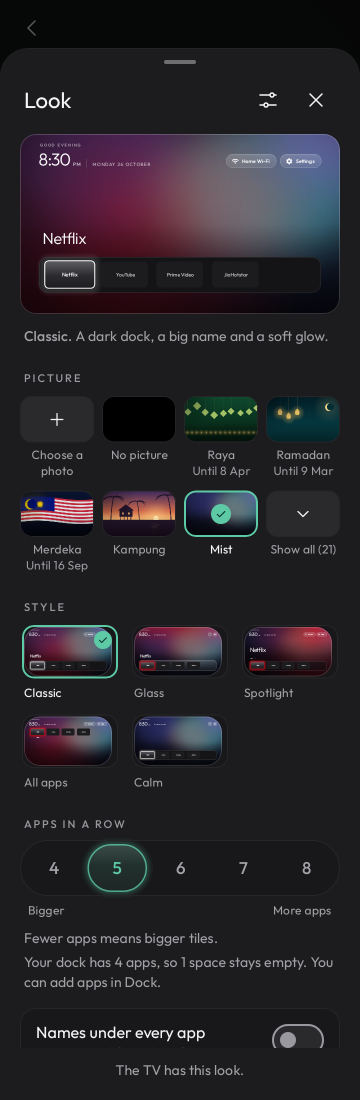 Look
GOOD EVENING
8:30 PM MONDAY 26 OCTOBER
Home Wi-Fi
Settings
Netflix
Netflix
YouTube
Prime Video
JioHotstar
Classic. A dark dock, a big name and a soft glow.
PICTURE
Choose a
photo
No picture
Raya
Until 8 Apr
Ramadan
Until 9 Mar
Merdeka
Until 16 Sep
Kampung
Mist
Show all (21)
STYLE
Classic
Glass
Spotlight
All apps
Calm
APPS IN A ROW
4
5
6
7
8
Bigger
More apps
Fewer apps means bigger tiles.
Your dock has 4 apps, so 1 space stays empty. You
can add apps in Dock.
Names under every app
The TV has this look.